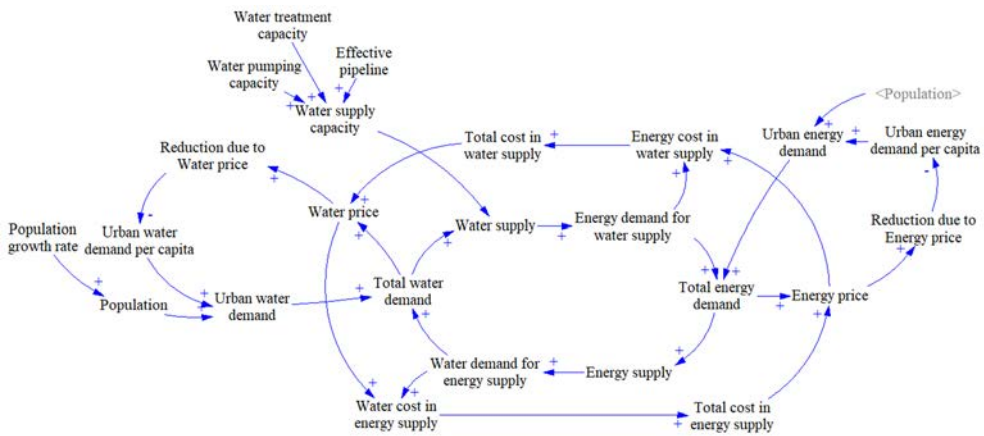 Water treatment
capacity
Effective
pipeline
Water pumping
capacity
+
+
+
Water supply
capacity
<Population>
+
Urban energy
demand
+
Urban energy
demand per capita
Total cost in
water supply
+
Energy cost in
water supply
+
+
Reduction due to
Water price
+
-
-
Water price
+
+
Population
growth rate
Urban water
demand per capita
+
Water supply
+
Energy demand for
water supply
Reduction due to
Energy price
+
+
+
+
Population
+
+
Urban water
demand
+
Total water
demand
+
Total energy
demand
+
Energy price
+
+
Water demand for
energy supply
+
Energy supply
+
+
Water cost in
energy supply
+
Total cost in
energy supply